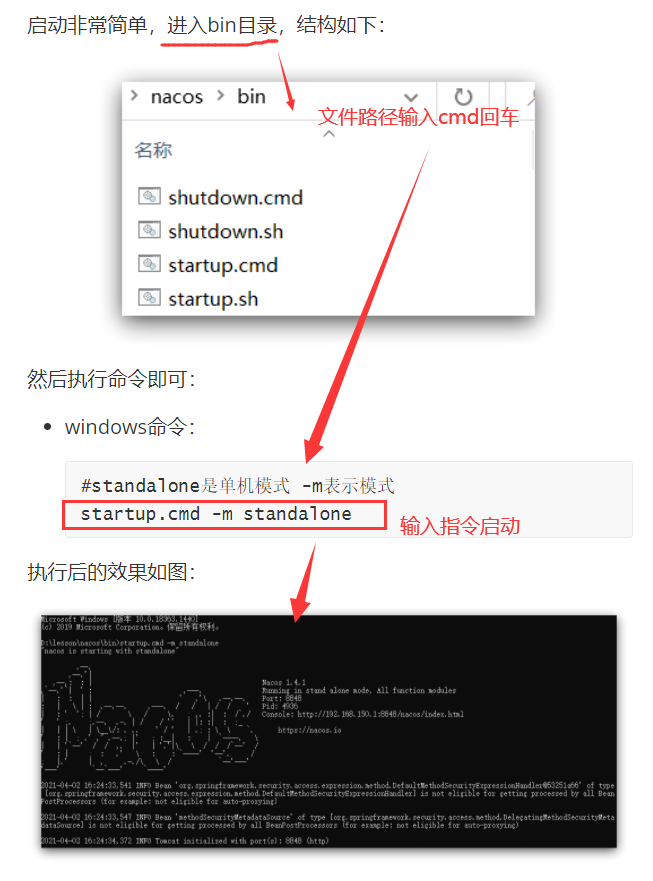 启动非常简单，进入bin目录，结构如下：
nacos > bin
文件路径输入cmd回车
名称
shutdown.cmd
shutdown.sh
startup.cmd
startup.sh
然后执行命令即可：
windows命令：
#standalone是单机模式 -m表示模式
startup.cmd -m standalone
输入指令启动
执行后的效果如图：
Microsoft Windows [版本 10.0.18363.1440]
(c) 2019 Microsoft Corporation。保留所有权利。
D:\lesson\nacos\bin>startup.cmd -m standalone
"nacos is starting with standalone"
Nacos 1.4.1
Running in stand alone mode, All function modules
Port: 8848
Pid: 4936
Console: http://192.168.150.1:8848/nacos/index.html
https://nacos.io
2021-04-02 16:24:33,541 INFO Bean 'org.springframework.security.access.expression.method.DefaultMethodSecurityExpressionHandler@53251a66' of type
[org.springframework.security.access.expression.method.DefaultMethodSecurityExpressionHandler] is not eligible for getting processed by all Bean
PostProcessors (for example: not eligible for auto-proxying)
2021-04-02 16:24:33,547 INFO Bean 'methodSecurityMetadataSource' of type [org.springframework.security.access.method.DelegatingMethodSecurityMeta
dataSource] is not eligible for getting processed by all BeanPostProcessors (for example: not eligible for auto-proxying)
2021-04-02 16:24:34,372 INFO Tomcat initialized with port(s): 8848 (http)